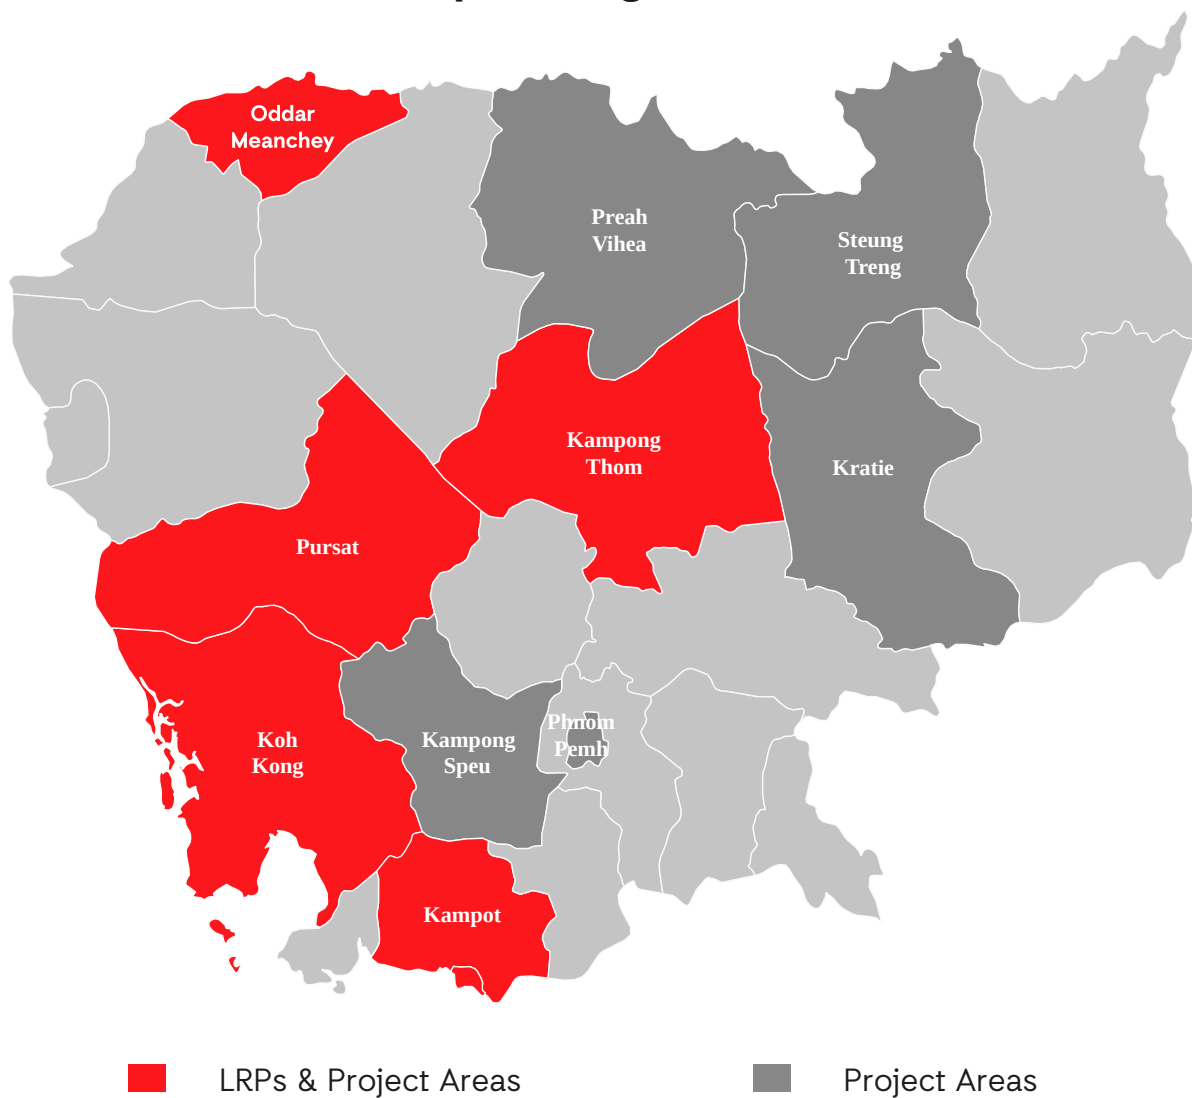 Oddar
Meanchey
Preah
Vihea
Steung
Treng
Kampong
Thom
Kratie
Pursat
Phnom
Pemh
Koh
Kong
Kampong
Speu
Kampot
LRPs & Project Areas
Project Areas